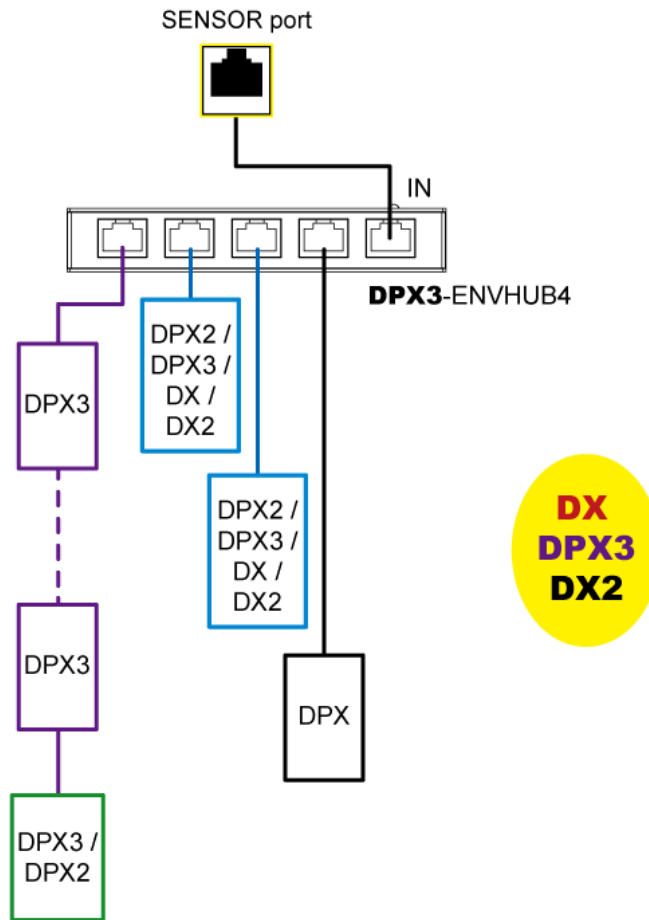 SENSOR port
IN
DPX3-ENVHUB4
DPX3
DPX2 /
DPX3 /
DX /
DX2
DPX2 /
DPX3 /
DX /
DX2
DX
DPX3
DX2
DPX3
DPX
DPX3 /
DPX2